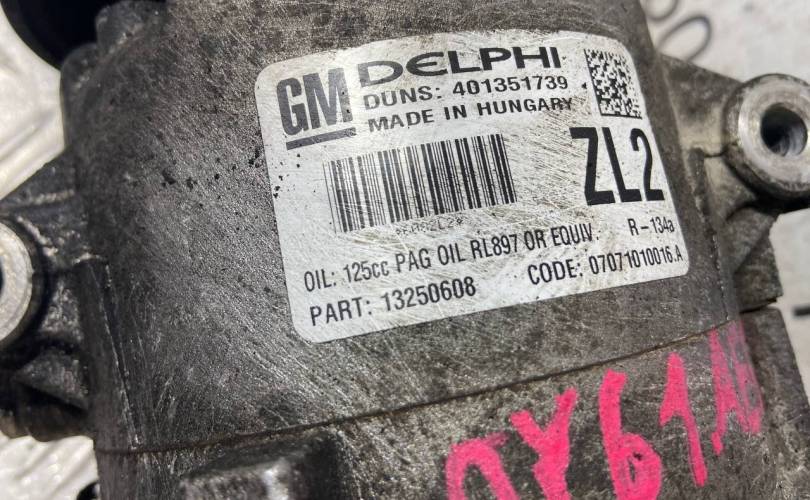 GM DELPHI
DUNS: 401351739
MADE IN HUNGARY
ZL2
OIL: 125cc PAG OIL RL897 OR EQUIV. R-134a
PART: 13250608 CODE: 07071010016.A